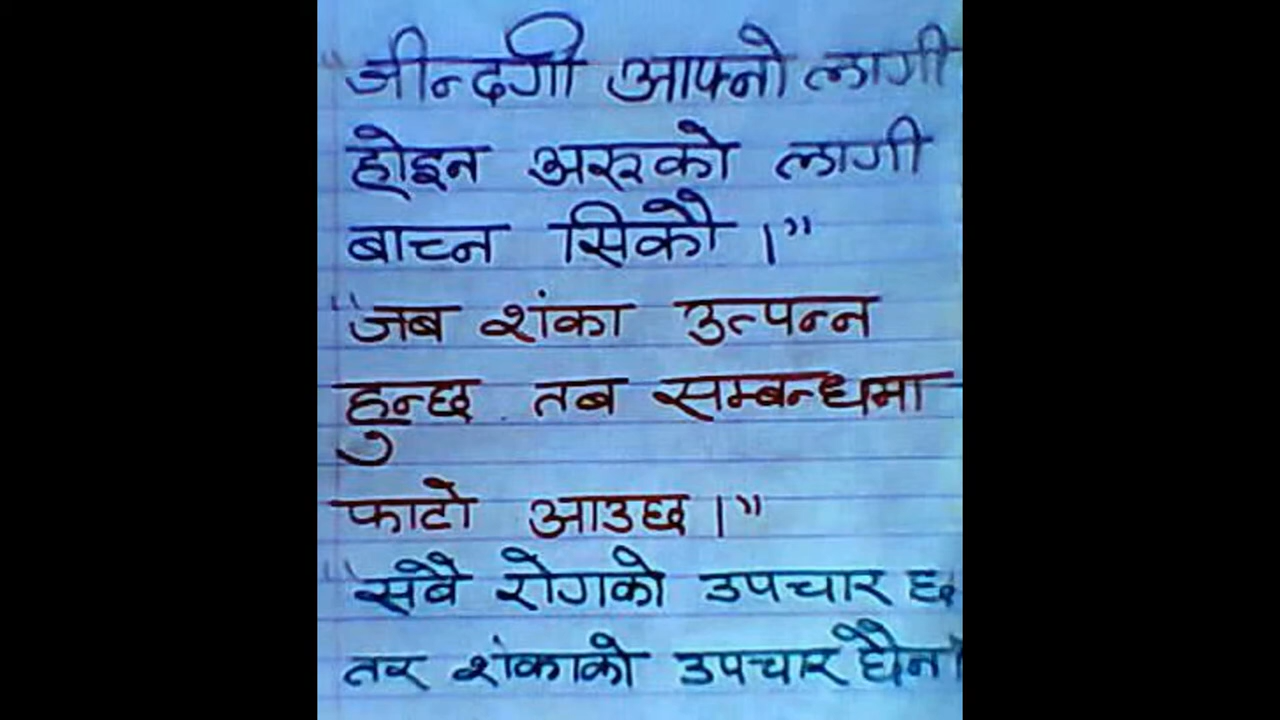 "जीन्दगी आफ्नो लागी
होइन अरुको लागी
बाच्न सिकौ ।"
"जब शंका उत्पन्न
हुन्छ तब सम्बन्धमा
फाटो आउछ ।"
"सबै रोगको उपचार छ
तर शंकाको उपचार छैन।